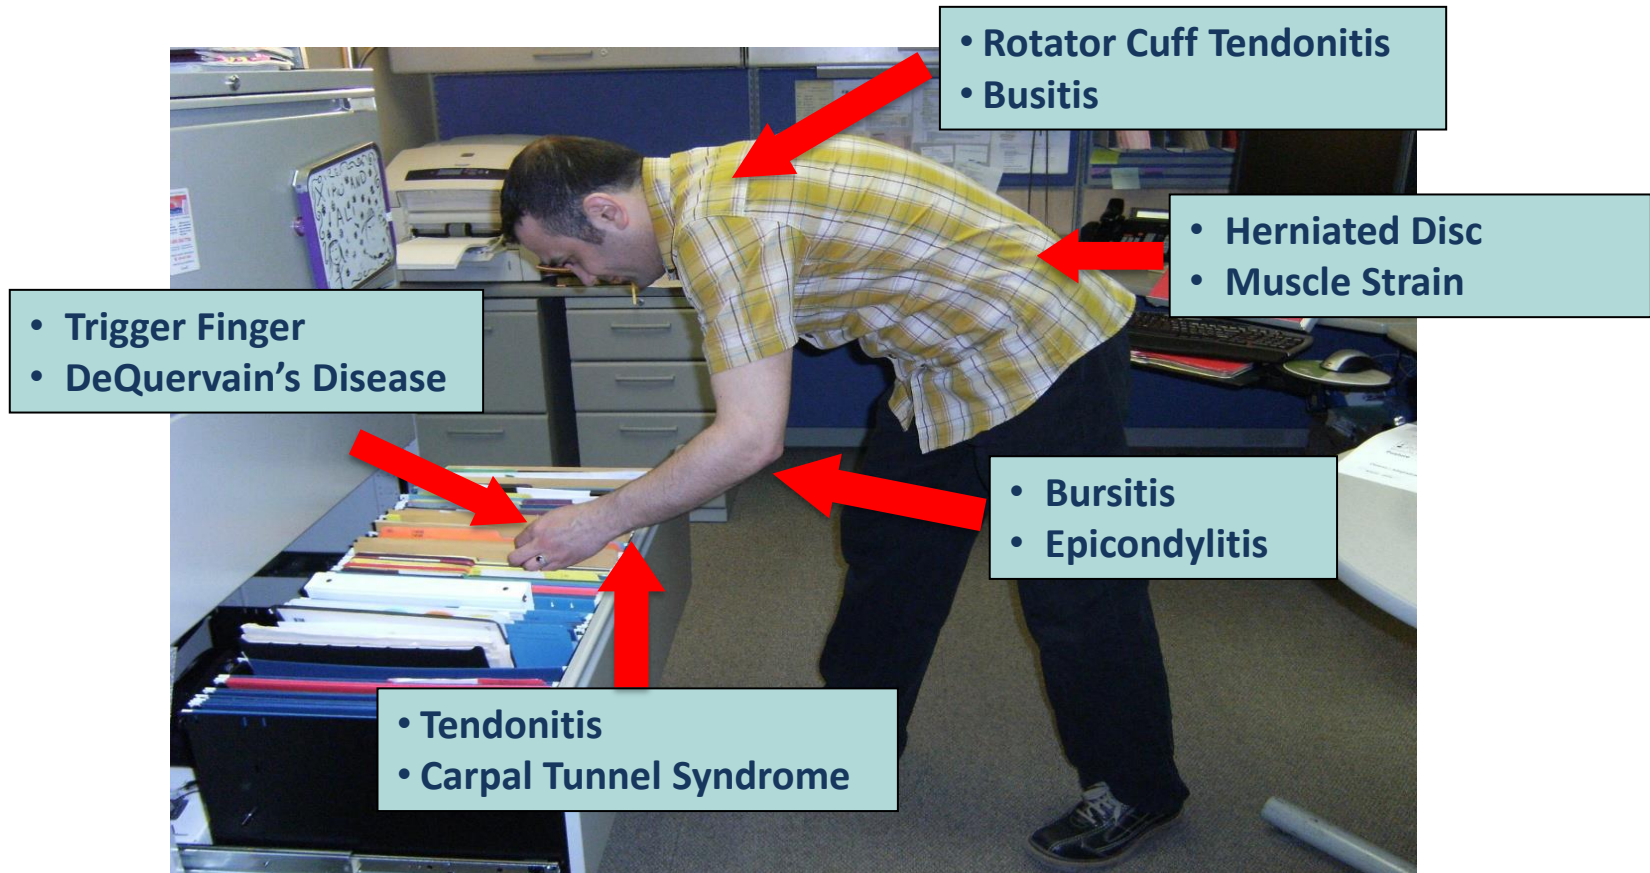 • Rotator Cuff Tendonitis
• Busitis
• Herniated Disc
• Muscle Strain
• Trigger Finger
• DeQuervain’s Disease
• Bursitis
• Epicondylitis
• Tendonitis
• Carpal Tunnel Syndrome